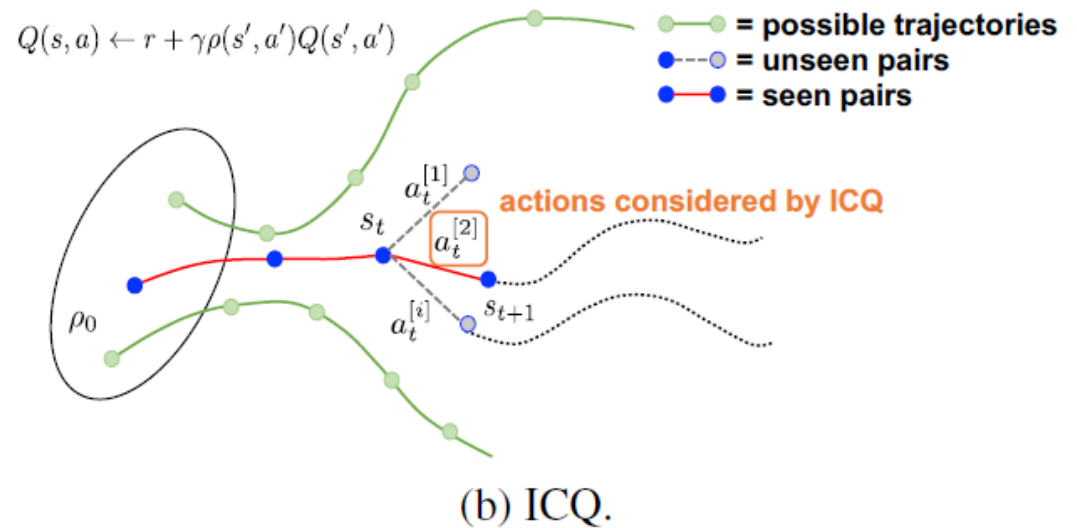 Q(s, a) ← r + γρ(s′, a′)Q(s′, a′)
= possible trajectories
= unseen pairs
= seen pairs
a_t^{[1]}
actions considered by ICQ
s_t
a_t^{[2]}
a_t^{[i]}
s_{t+1}
ρ_0
(b) ICQ.